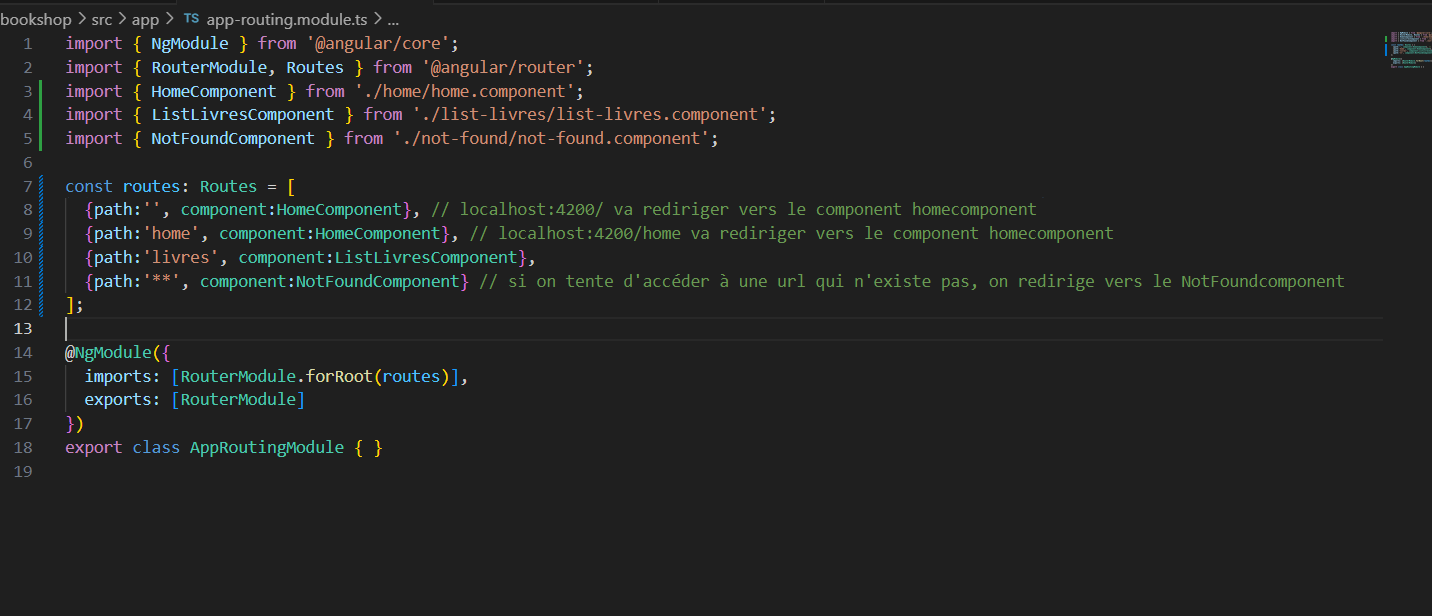 bookshop > src > app > TS app-routing.module.ts > ...
1 import { NgModule } from '@angular/core';
2 import { RouterModule, Routes } from '@angular/router';
3 import { HomeComponent } from './home/home.component';
4 import { ListLivresComponent } from './list-livres/list-livres.component';
5 import { NotFoundComponent } from './not-found/not-found.component';
6
7 const routes: Routes = [
8 {path:'', component:HomeComponent}, // localhost:4200/ va rediriger vers le component homecomponent
9 {path:'home', component:HomeComponent}, // localhost:4200/home va rediriger vers le component homecomponent
10 {path:'livres', component:ListLivresComponent},
11 {path:'**', component:NotFoundComponent} // si on tente d'accéder à une url qui n'existe pas, on redirige vers le NotFoundcomponent
12 ];
13
14 @NgModule({
15 imports: [RouterModule.forRoot(routes)],
16 exports: [RouterModule]
17 })
18 export class AppRoutingModule { }
19